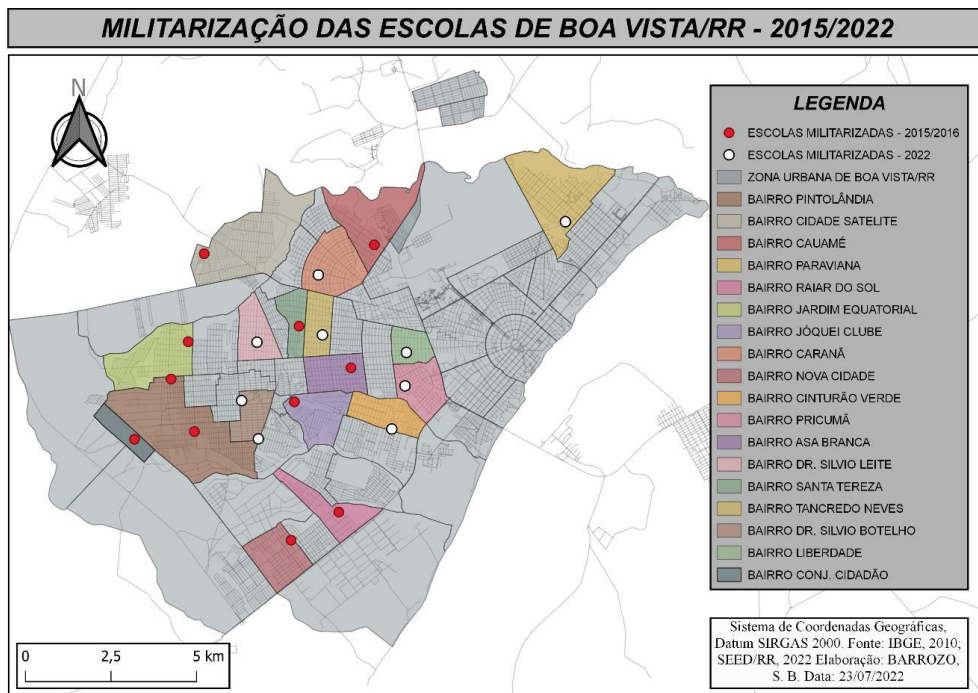 MILITARIZAÇÃO DAS ESCOLAS DE BOA VISTA/RR - 2015/2022
N
LEGENDA
ESCOLAS MILITARIZADAS - 2015/2016
ESCOLAS MILITARIZADAS - 2022
ZONA URBANA DE BOA VISTA/RR
BAIRRO PINTOLÂNDIA
BAIRRO CIDADE SATELITE
BAIRRO CAUAMÉ
BAIRRO PARAVIANA
BAIRRO RAIAR DO SOL
BAIRRO JARDIM EQUATORIAL
BAIRRO JÓQUEI CLUBE
BAIRRO CARANÃ
BAIRRO NOVA CIDADE
BAIRRO CINTURÃO VERDE
BAIRRO PRICUMÃ
BAIRRO ASA BRANCA
BAIRRO DR. SILVIO LEITE
BAIRRO SANTA TEREZA
BAIRRO TANCREDO NEVES
BAIRRO DR. SILVIO BOTELHO
BAIRRO LIBERDADE
BAIRRO CONJ. CIDADÃO
0 2,5 5 km
Sistema de Coordenadas Geográficas,
Datum SIRGAS 2000. Fonte: IBGE, 2010;
SEED/RR, 2022 Elaboração: BARROZO,
S. B. Data: 23/07/2022